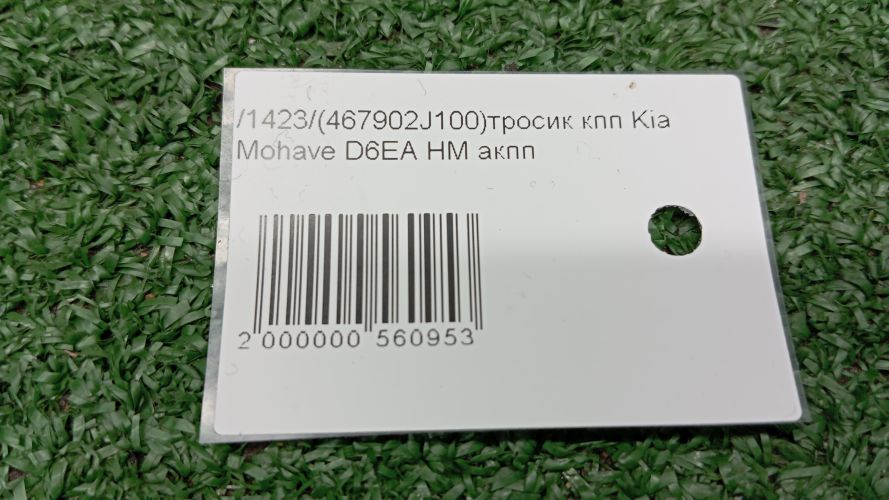 /1423/(467902J100)тросик кпп Kia
Mohave D6EA HM акпп
2 000000 560953